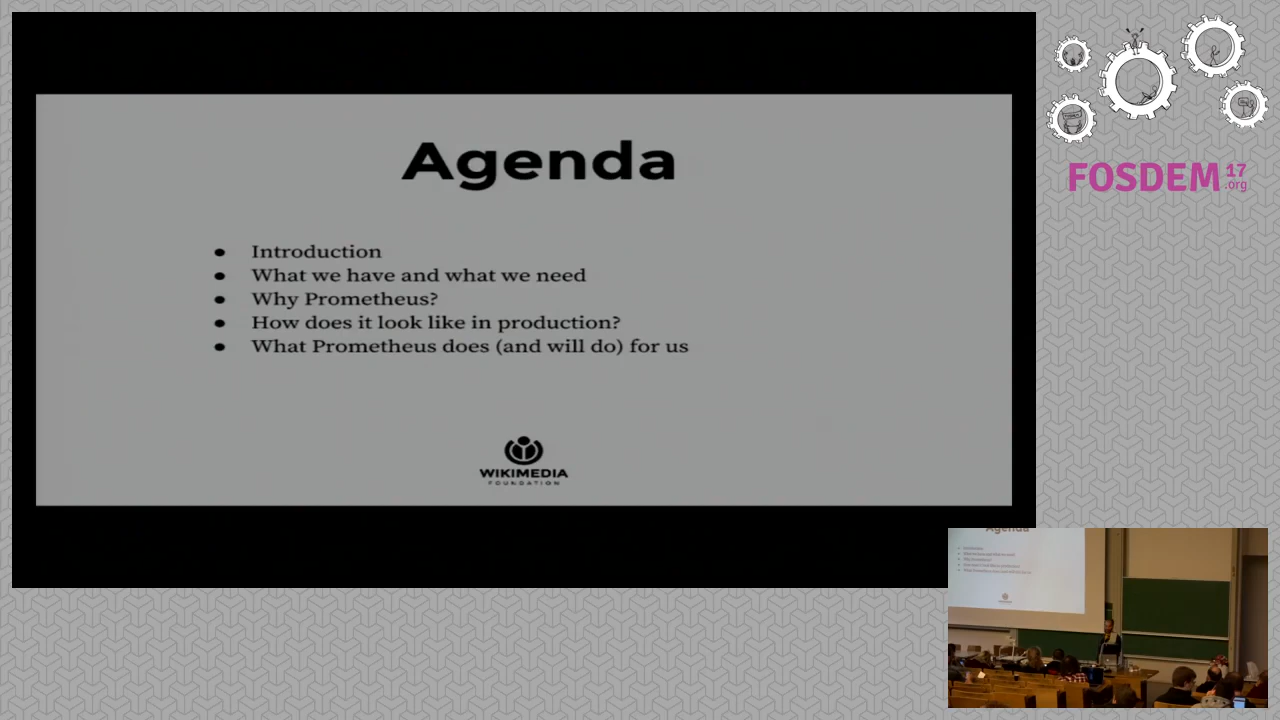 Agenda
● Introduction
● What we have and what we need
● Why Prometheus?
● How does it look like in production?
● What Prometheus does (and will do) for us
WIKIMEDIA
FOUNDATION
FOSDEM 17
.org
Agenda